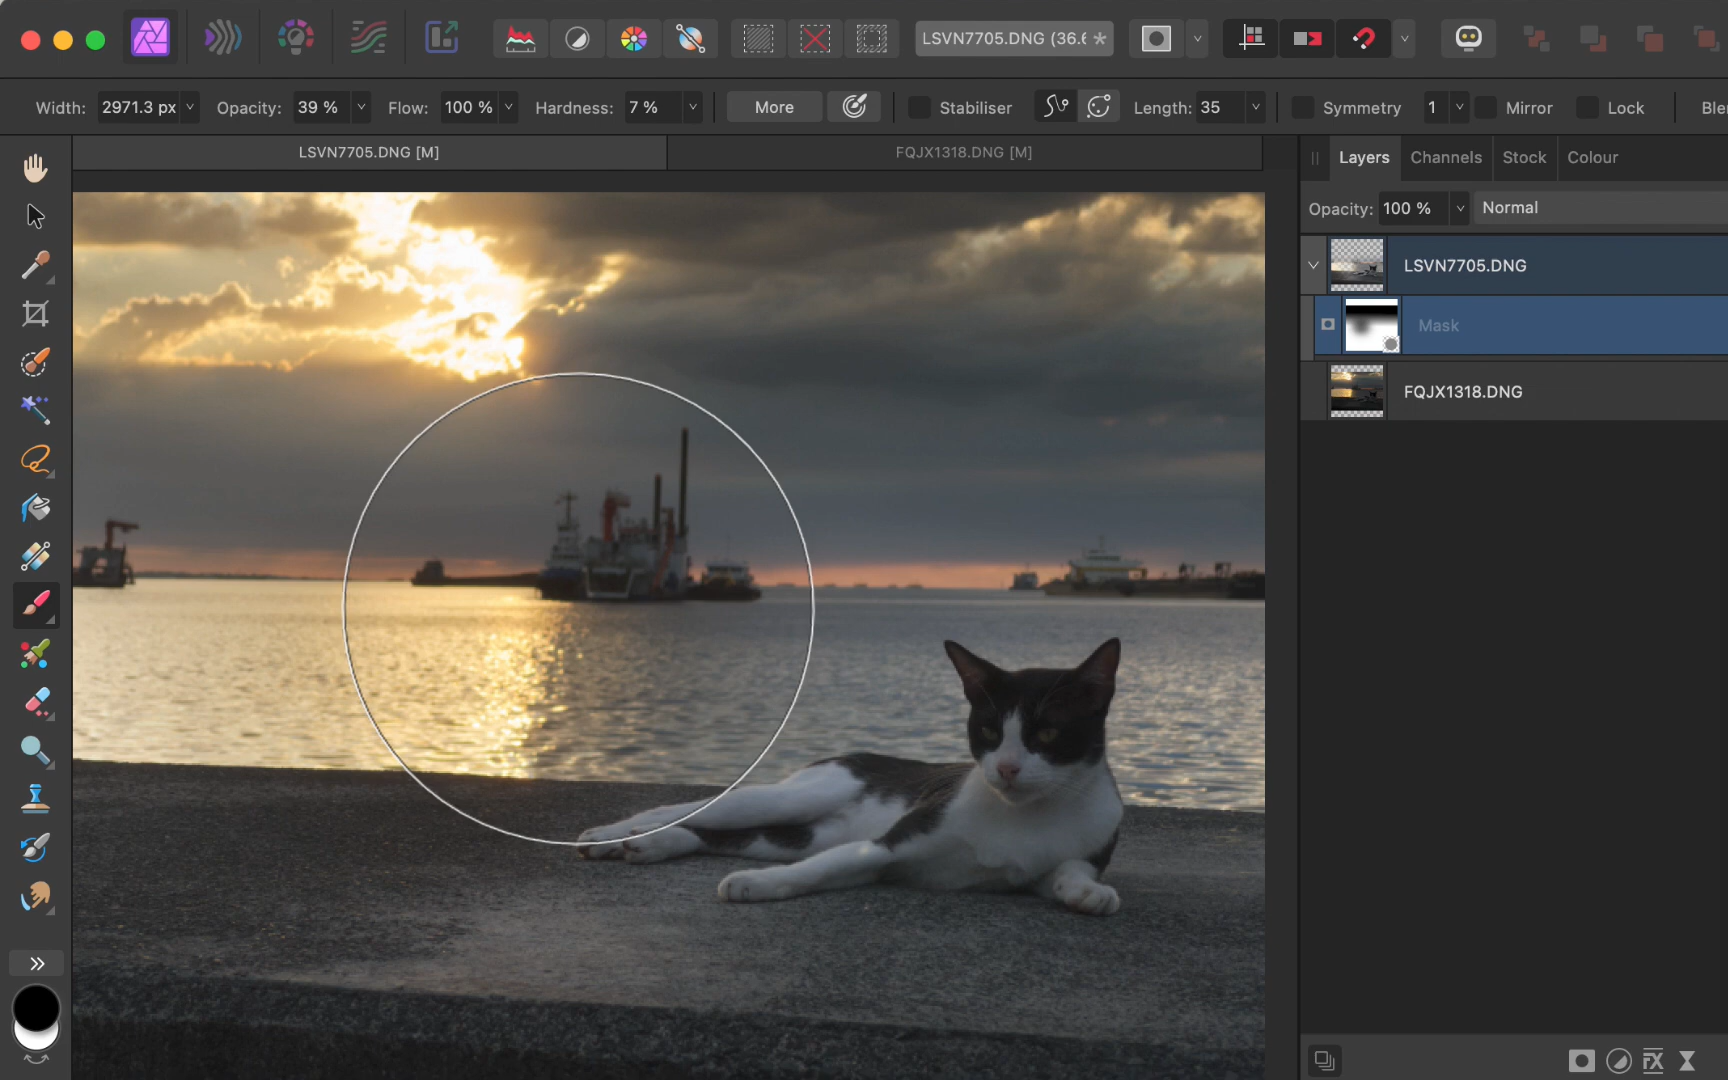 LSVN7705.DNG (36.6 *
Width: 2971.3 px Opacity: 39 % Flow: 100 % Hardness: 7 % More Stabiliser Length: 35 Symmetry 1 Mirror Lock
LSVN7705.DNG [M] FQJX1318.DNG [M]
Layers Channels Stock Colour
Opacity: 100 % Normal
LSVN7705.DNG
Mask
FQJX1318.DNG
FX